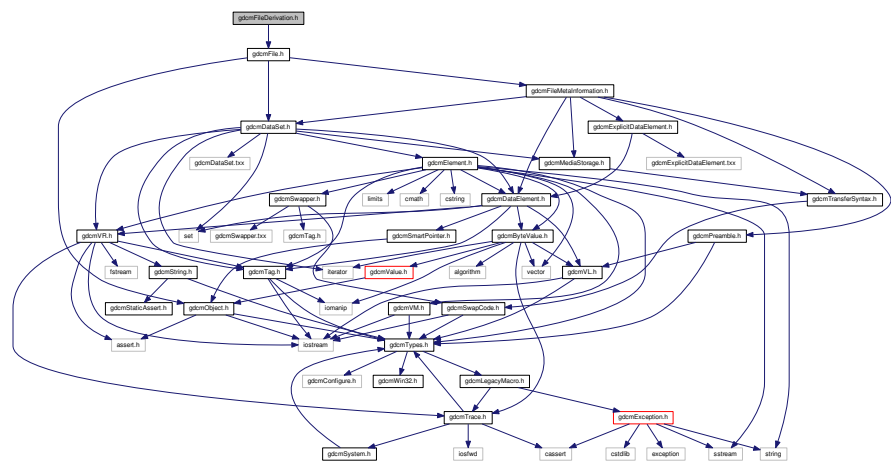 gdcmFileDerivation.h
gdcmFile.h
gdcmFileMetaInformation.h
gdcmDataSet.h
gdcmExplicitDataElement.h
gdcmDataSet.txx
gdcmElement.h
gdcmMediaStorage.h
gdcmExplicitDataElement.txx
gdcmSwapper.h
limits
cmath
cstring
gdcmDataElement.h
gdcmTransferSyntax.h
gdcmVR.h
set
gdcmSwapper.txx
gdcmTag.h
gdcmSmartPointer.h
gdcmByteValue.h
gdcmPreamble.h
fstream
gdcmString.h
gdcmTag.h
iterator
gdcmValue.h
algorithm
vector
gdcmVL.h
gdcmStaticAssert.h
gdcmObject.h
iomanip
gdcmVM.h
gdcmSwapCode.h
assert.h
iostream
gdcmTypes.h
gdcmConfigure.h
gdcmWin32.h
gdcmLegacyMacro.h
gdcmTrace.h
gdcmException.h
gdcmSystem.h
iosfwd
cassert
cstdlib
exception
sstream
string